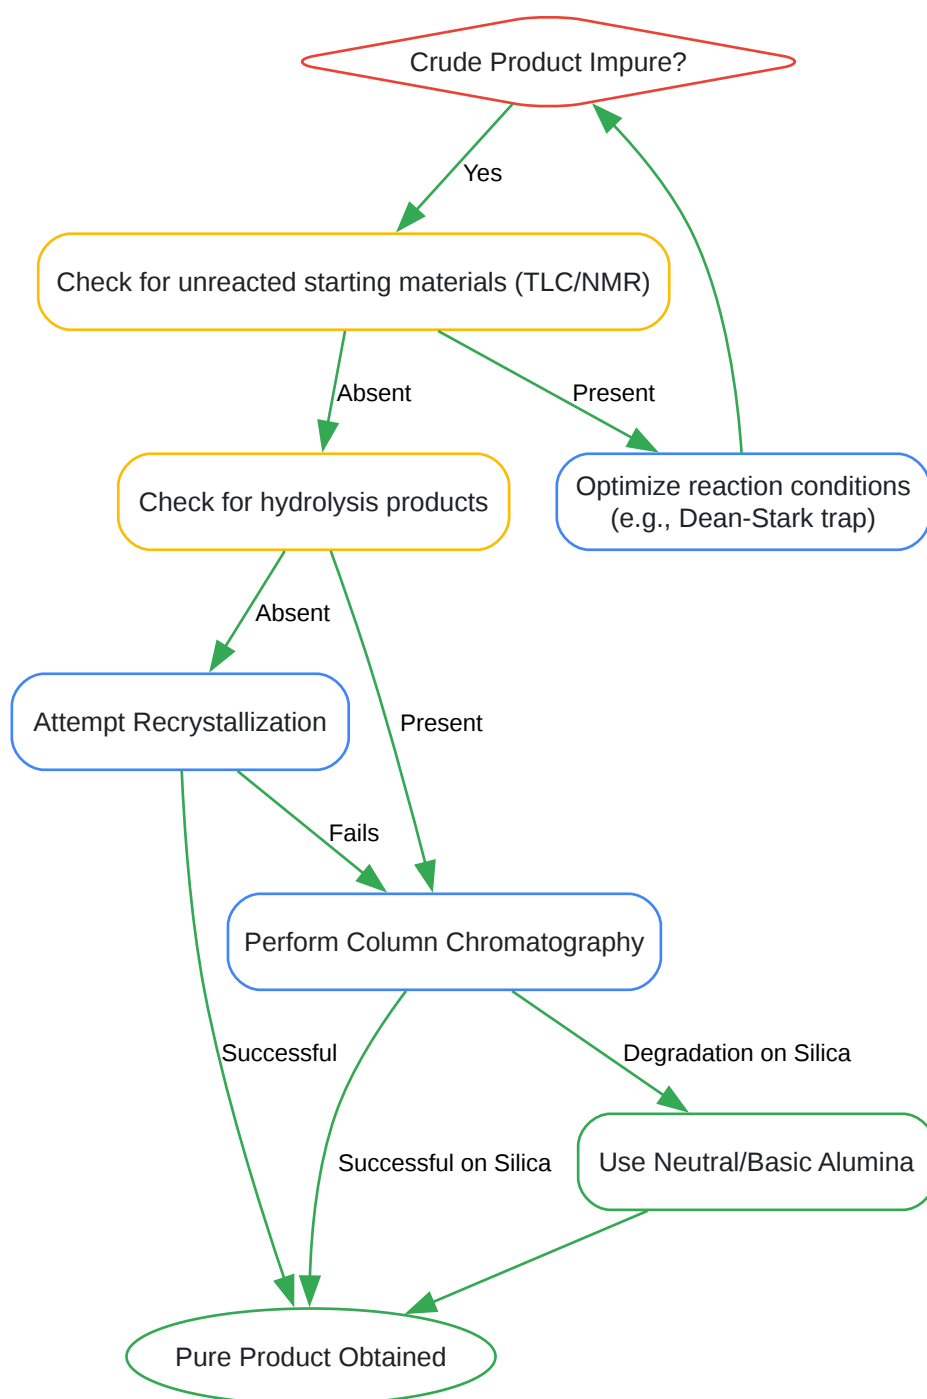 Crude Product Impure?
Yes
Check for unreacted starting materials (TLC/NMR)
Absent
Present
Check for hydrolysis products
Optimize reaction conditions
(e.g., Dean-Stark trap)
Absent
Attempt Recrystallization
Present
Fails
Perform Column Chromatography
Successful
Degradation on Silica
Successful on Silica
Use Neutral/Basic Alumina
Pure Product Obtained